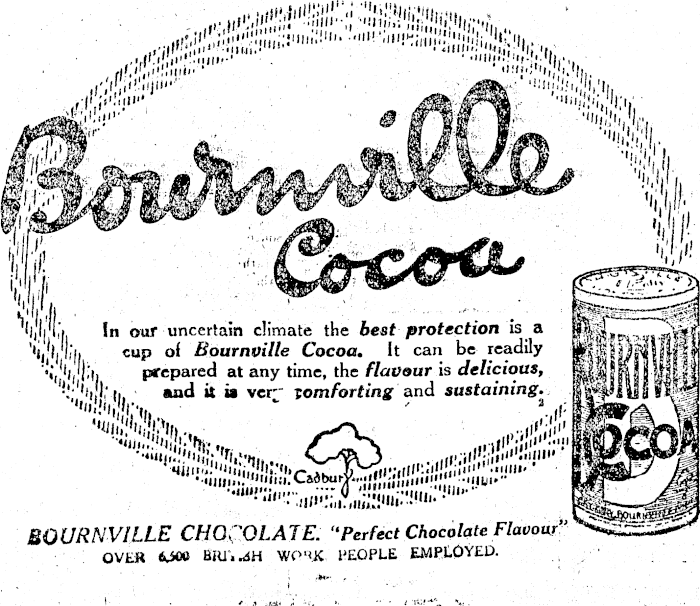 Bournville
Cocoa
In our uncertain climate the best protection is a
cup of Bournville Cocoa. It can be readily
prepared at any time, the flavour is delicious,
and it is very comforting and sustaining.
2
Cadbury
BOURNVILLE
COCOA
BOURNVILLE CHOCOLATE. "Perfect Chocolate Flavour"
OVER 6,500 BRITISH WORK PEOPLE EMPLOYED.